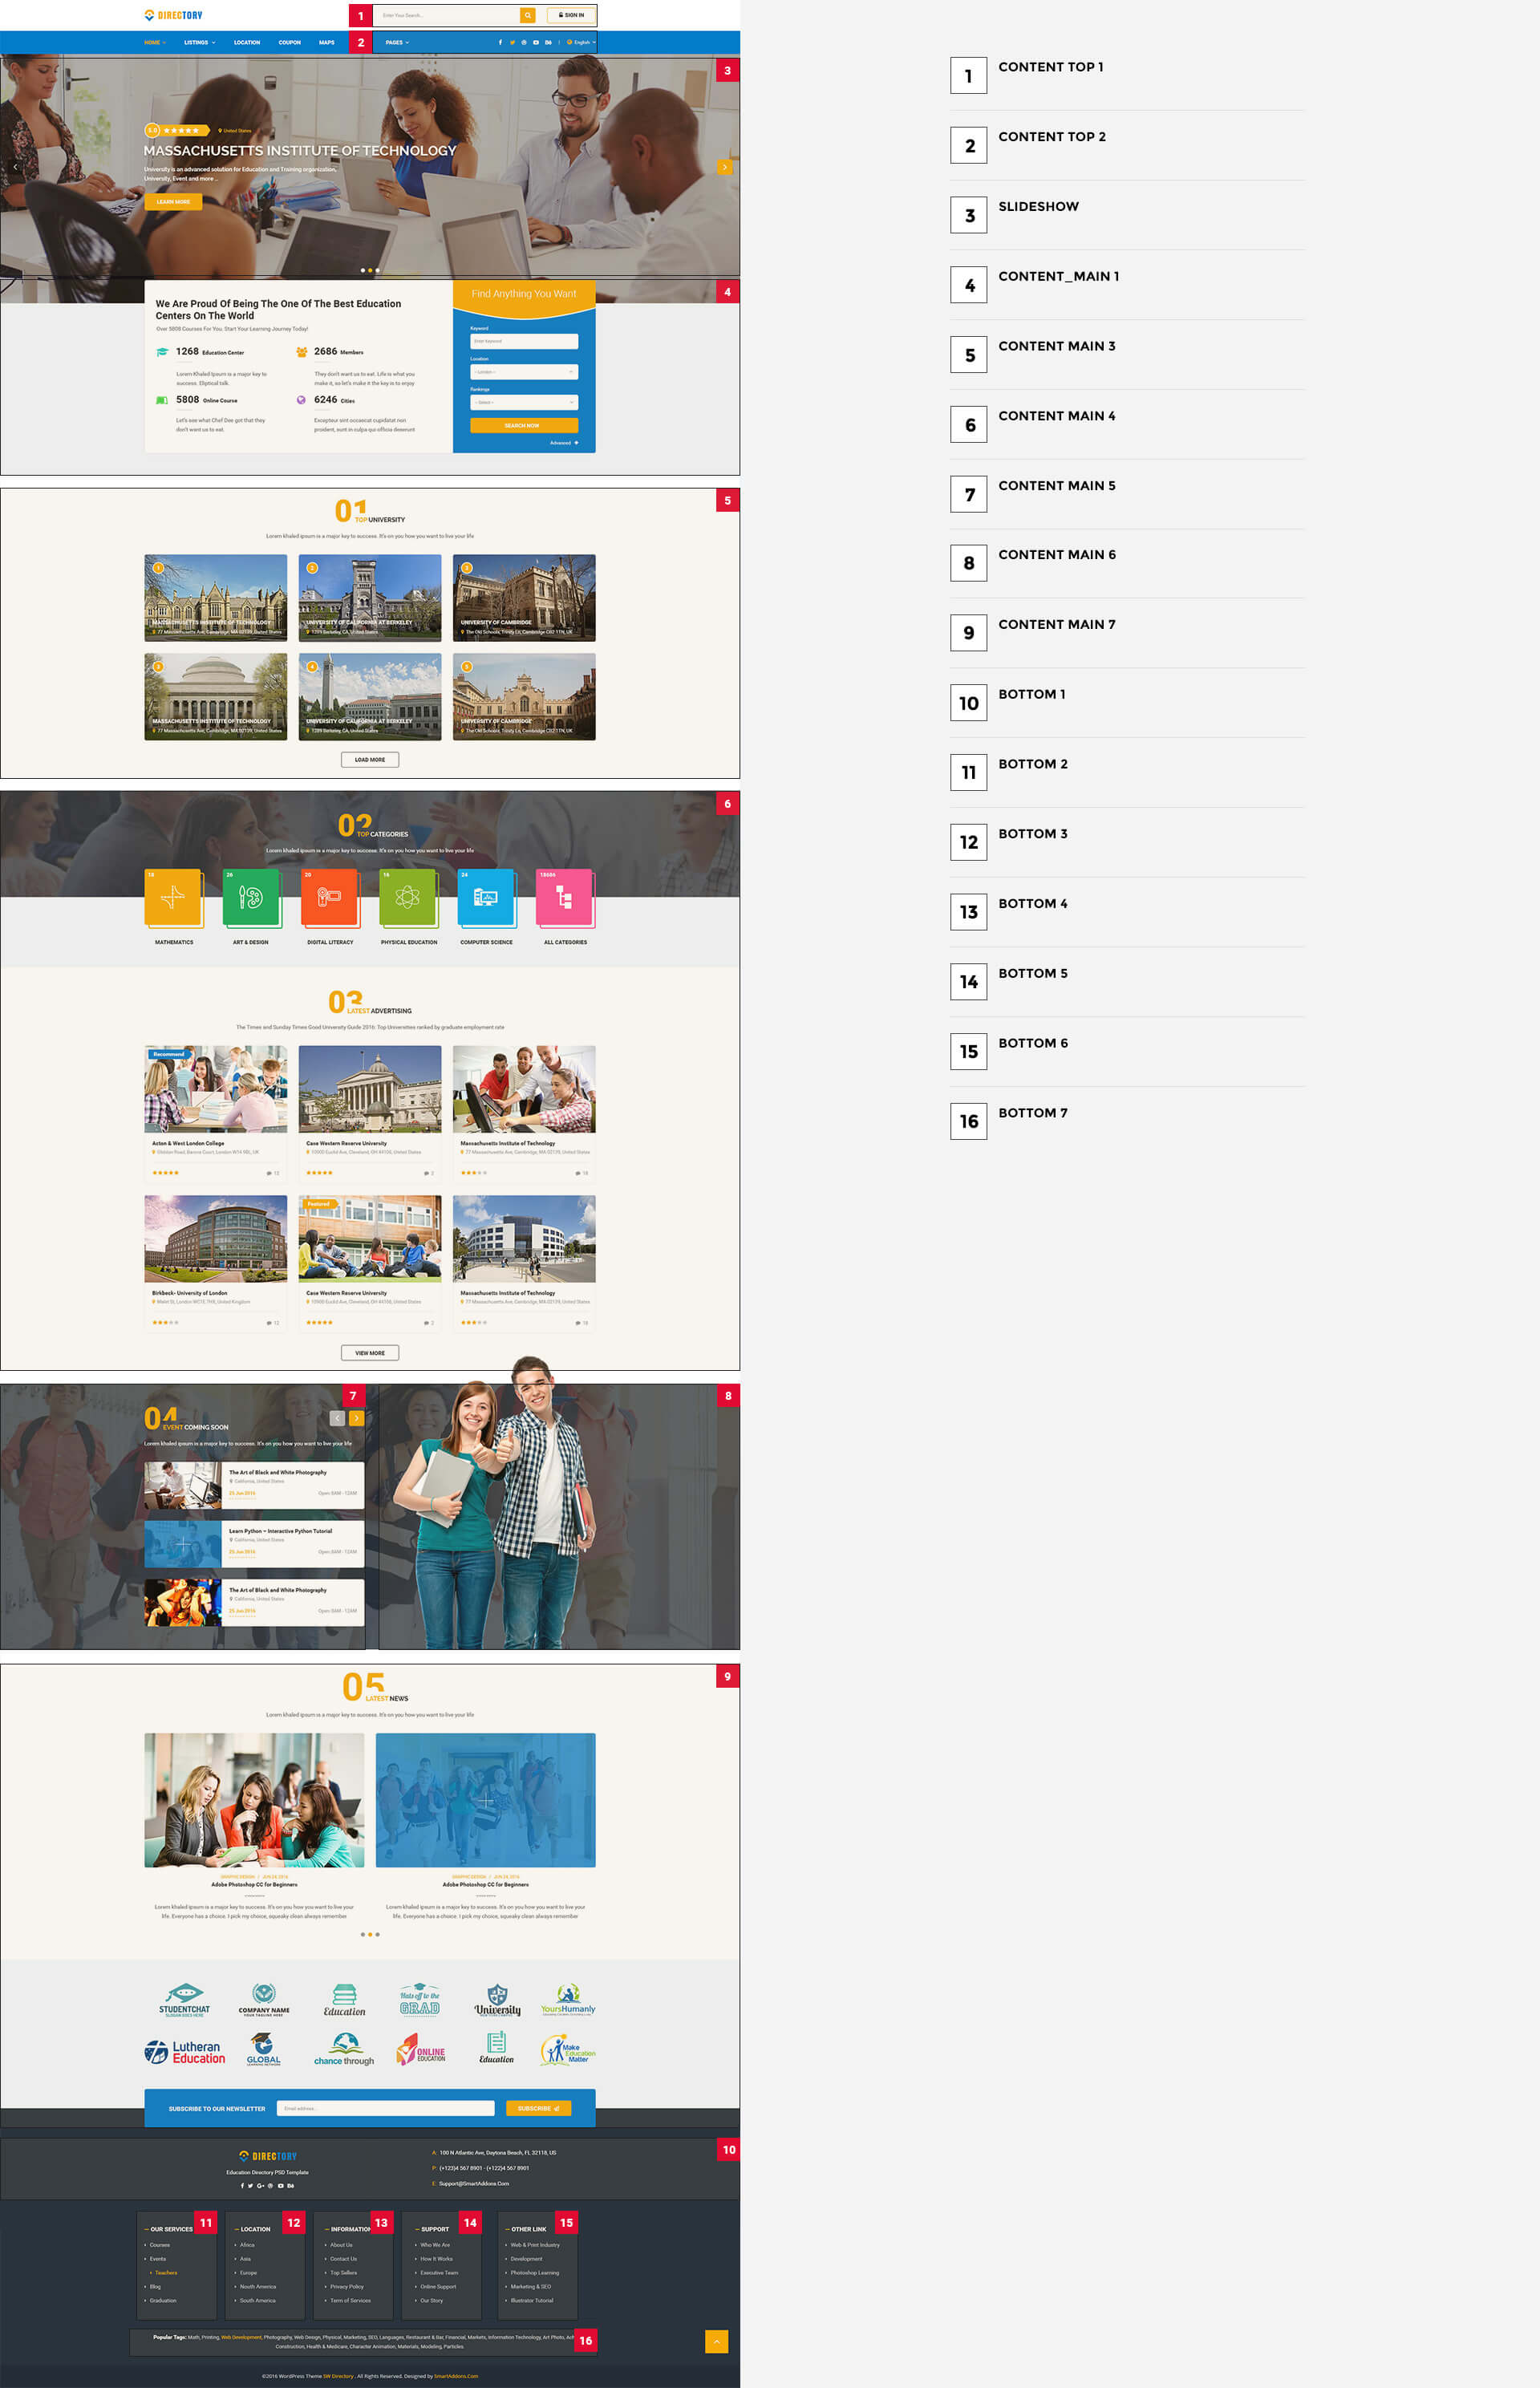 DIRECTORY
1
Enter Your Search...
SIGN IN
HOME
LISTINGS
LOCATION
COUPON
MAPS
2
PAGES
English
3
5.0
United States
MASSACHUSETTS INSTITUTE OF TECHNOLOGY
University is an advanced solution for Education and Training organization,
University, Event and more ...
LEARN MORE
4
We Are Proud Of Being The One Of The Best Education
Centers On The World
Over 5808 Courses For You. Start Your Learning Journey Today!
1268 Education Center
Lorem Khaled Ipsum is a major key to
success. Eliptical talk.
2686 Members
They don't want us to eat. Life is what you
make it, so let's make it the key is to enjoy
5808 Online Course
Let's see what Chef Dee got that they
don't want us to eat
6246 Cities
Excepteur sint occaecat cupidatat non
proident, sunt in culpa qui officia deserunt
Find Anything You Want
Keyword
Enter Keyword
Location
- London -
Rankings
- Select -
SEARCH NOW
Advanced
5
01
TOP UNIVERSITY
Lorem khaled ipsum is a major key to success. It's on you how you want to live your life
1
MASSACHUSETTS INSTITUTE OF TECHNOLOGY
77 Massachusetts Ave, Cambridge, MA 02139, United States
2
UNIVERSITY OF CALIFORNIA AT BERKELEY
1289 Berkeley, CA, United States
3
UNIVERSITY OF CAMBRIDGE
The Old Schools, Trinity Ln, Cambridge CB2 1TN, UK
MASSACHUSETTS INSTITUTE OF TECHNOLOGY
77 Massachusetts Ave, Cambridge, MA 02139, United States
4
UNIVERSITY OF CALIFORNIA AT BERKELEY
1289 Berkeley, CA, United States
UNIVERSITY OF CAMBRIDGE
The Old Schools, Trinity Ln, Cambridge CB2 1TN, UK
LOAD MORE
6
02
TOP CATEGORIES
Lorem khaled ipsum is a major key to success. It's on you how you want to live your life
18
MATHEMATICS
26
ART & DESIGN
20
DIGITAL LITERACY
16
PHYSICAL EDUCATION
24
COMPUTER SCIENCE
18686
ALL CATEGORIES
03
LATEST ADVERTISING
The Times and Sunday Times Good University Guide 2016: Top Universities ranked by graduate employment rate
Recommend
Acton & West London College
Gliddon Road, Barons Court, London W14 9BL, UK
12
Case Western Reserve University
10900 Euclid Ave, Cleveland, OH 44106, United States
2
Massachusetts Institute of Technology
77 Massachusetts Ave, Cambridge, MA 02139, United States
18
Birkbeck- University of London
Malet St, London WC1E 7HX, United Kingdom
12
Featured
Case Western Reserve University
10900 Euclid Ave, Cleveland, OH 44106, United States
2
Massachusetts Institute of Technology
77 Massachusetts Ave, Cambridge, MA 02139, United States
18
VIEW MORE
7
04
EVENT COMING SOON
Lorem khaled ipsum is a major key to success. It's on you how you want to live your life
The Art of Black and White Photography
California, United States
25 Jun 2016
Open: 8AM - 12AM
Learn Python – Interactive Python Tutorial
California, United States
25 Jun 2016
Open: 8AM - 12AM
The Art of Black and White Photography
California, United States
25 Jun 2016
Open: 8AM - 12AM
8
9
05
LATEST NEWS
Lorem khaled ipsum is a major key to success. It's on you how you want to live your life
GRAPHIC DESIGN / JUN 24, 2016
Adobe Photoshop CC for Beginners
Lorem khaled ipsum is a major key to success. It's on you how you want to live your
life. Everyone has a choice. I pick my choice, squeaky clean always remember
GRAPHIC DESIGN / JUN 24, 2016
Adobe Photoshop CC for Beginners
Lorem khaled ipsum is a major key to success. It's on you how you want to live your
life. Everyone has a choice. I pick my choice, squeaky clean always remember
STUDENTCHAT
SLOGAN GOES HERE
COMPANY NAME
YOUR TAGLINE HERE
Education
Hats off to the
GRAD
University
YoursHumanly
Lutheran
Education
GLOBAL
LEARNING NETWORK
chance through
ONLINE
EDUCATION
Education
Make
Education
Matter
SUBSCRIBE TO OUR NEWSLETTER
Email address ...
SUBSCRIBE
10
DIRECTORY
Education Directory PSD Template
A: 100 N Atlantic Ave, Daytona Beach, FL 32118, US
P: (+123)4 567 8901 - (+122)4 567 8901
E: Support@SmartAddons.Com
11
OUR SERVICES
Courses
Events
Teachers
Blog
Graduation
12
LOCATION
Africa
Asia
Europe
North America
South America
13
INFORMATION
About Us
Contact Us
Top Sellers
Privacy Policy
Term of Services
14
SUPPORT
Who We Are
How It Works
Executive Team
Online Support
Our Story
15
OTHER LINK
Web & Print Industry
Development
Photoshop Learning
Marketing & SEO
Illustrator Tutorial
Popular Tags: Math, Printing, Web Development, Photography, Web Design, Physical, Marketing, SEO, Languages, Restaurant & Bar, Financial, Markets, Information Technology, Art Photo,
Construction, Health & Medicare, Character Animation, Materials, Modeling, Particles.
16
©2016 WordPress Theme SW Directory. All Rights Reserved. Designed by SmartAddons.Com
1 CONTENT TOP 1
2 CONTENT TOP 2
3 SLIDESHOW
4 CONTENT_MAIN 1
5 CONTENT MAIN 3
6 CONTENT MAIN 4
7 CONTENT MAIN 5
8 CONTENT MAIN 6
9 CONTENT MAIN 7
10 BOTTOM 1
11 BOTTOM 2
12 BOTTOM 3
13 BOTTOM 4
14 BOTTOM 5
15 BOTTOM 6
16 BOTTOM 7